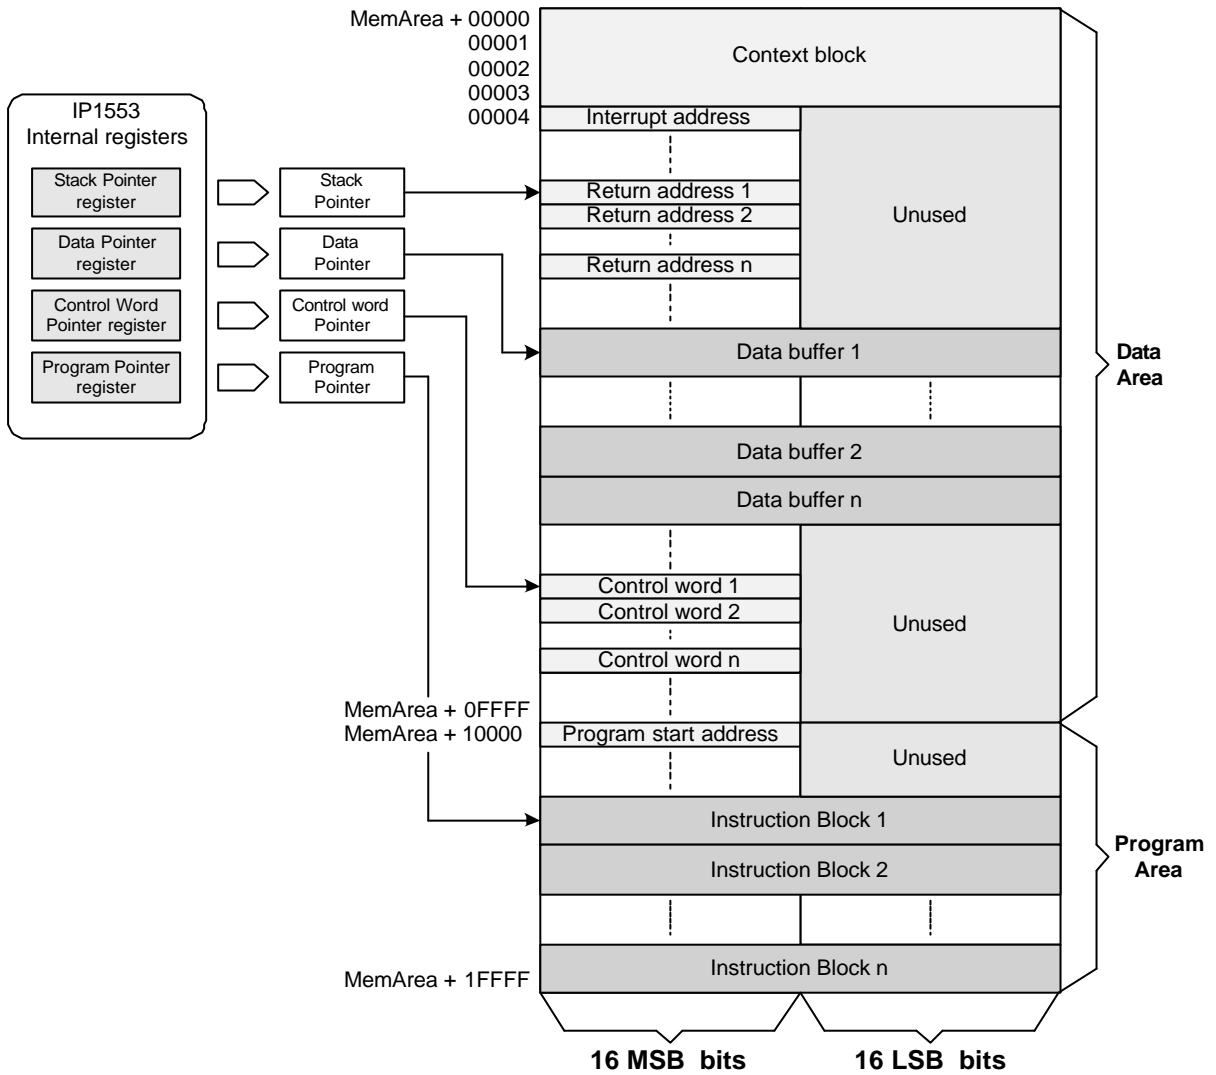 MemArea + 00000
00001
00002
00003
00004
Context block
IP1553
Internal registers
Stack Pointer
register
Data Pointer
register
Control Word
Pointer register
Program Pointer
register
Stack
Pointer
Data
Pointer
Control word
Pointer
Program
Pointer
Interrupt address
Return address 1
Return address 2
Return address n
Unused
Data buffer 1
Data buffer 2
Data buffer n
Control word 1
Control word 2
Control word n
Unused
Data
Area
MemArea + 0FFFF
MemArea + 10000
Program start address
Unused
Instruction Block 1
Instruction Block 2
Instruction Block n
Program
Area
MemArea + 1FFFF
16 MSB bits
16 LSB bits